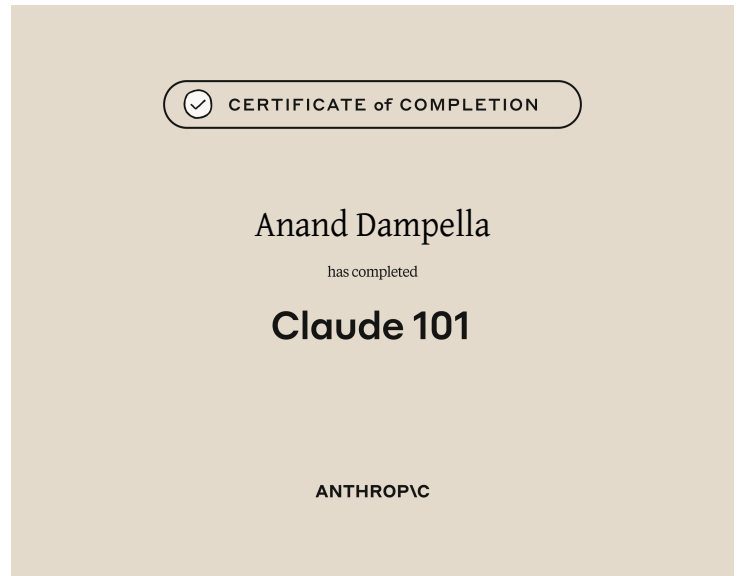 CERTIFICATE of COMPLETION
Anand Dampella
has completed
Claude 101
ANTHROP\C